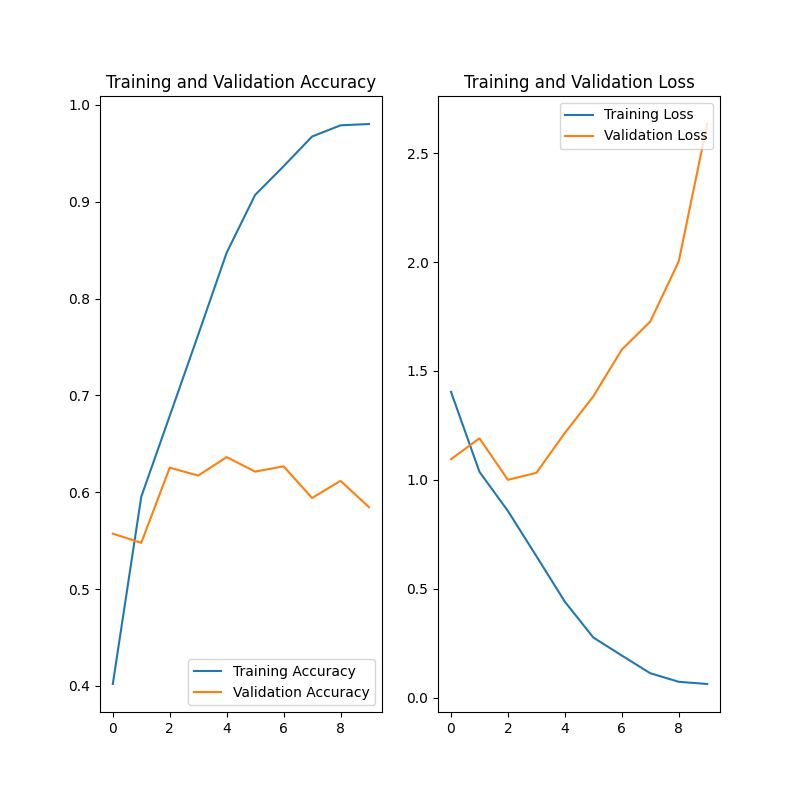 Training and Validation Accuracy
1.0
0.9
0.8
0.7
0.6
0.5
0.4
0 2 4 6 8
Training Accuracy
Validation Accuracy
Training and Validation Loss
2.5
2.0
1.5
1.0
0.5
0.0
0 2 4 6 8
Training Loss
Validation Loss